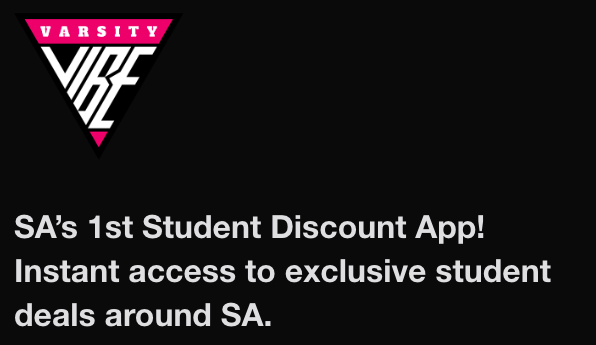 VARSITY
VIBE
SA’s 1st Student Discount App!
Instant access to exclusive student
deals around SA.